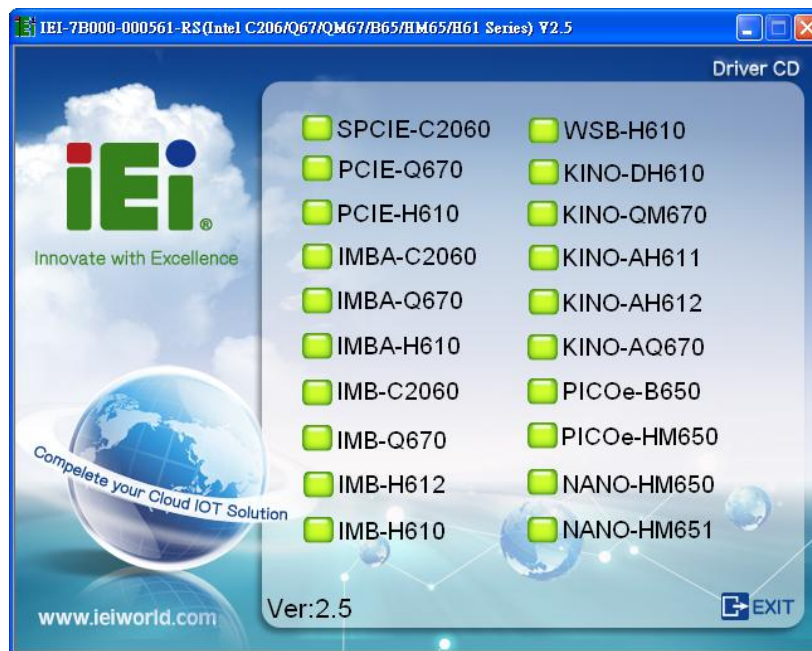 IEI-7B000-000561-RS(Intel C206/Q67/QM67/B65/HM65/H61 Series) V2.5
Driver CD
iEi®
Innovate with Excellence
Compelete your Cloud IOT Solution
www.ieiworld.com
SPCIE-C2060
PCIE-Q670
PCIE-H610
IMBA-C2060
IMBA-Q670
IMBA-H610
IMB-C2060
IMB-Q670
IMB-H612
IMB-H610
WSB-H610
KINO-DH610
KINO-QM670
KINO-AH611
KINO-AH612
KINO-AQ670
PICOe-B650
PICOe-HM650
NANO-HM650
NANO-HM651
Ver:2.5
EXIT